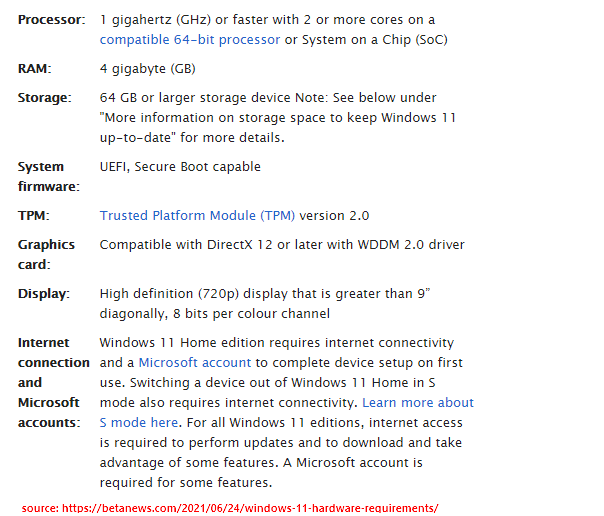 Processor: 1 gigahertz (GHz) or faster with 2 or more cores on a
compatible 64-bit processor or System on a Chip (SoC)
RAM: 4 gigabyte (GB)
Storage: 64 GB or larger storage device Note: See below under
"More information on storage space to keep Windows 11
up-to-date" for more details.
System UEFI, Secure Boot capable
firmware:
TPM: Trusted Platform Module (TPM) version 2.0
Graphics Compatible with DirectX 12 or later with WDDM 2.0 driver
card:
Display: High definition (720p) display that is greater than 9”
diagonally, 8 bits per colour channel
Internet Windows 11 Home edition requires internet connectivity
connection and a Microsoft account to complete device setup on first
and use. Switching a device out of Windows 11 Home in S
Microsoft mode also requires internet connectivity. Learn more about
accounts: S mode here. For all Windows 11 editions, internet access
is required to perform updates and to download and take
advantage of some features. A Microsoft account is
required for some features.
source: https://betanews.com/2021/06/24/windows-11-hardware-requirements/